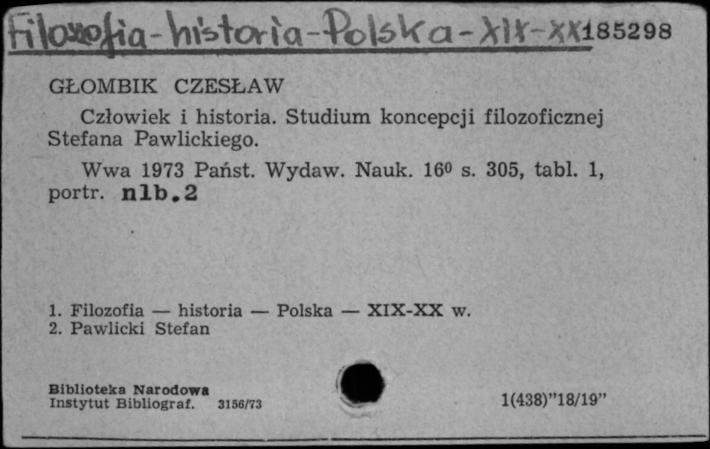 Filozofia-historia-Polska-XIX-XX 185298
GŁOMBIK CZESŁAW
Człowiek i historia. Studium koncepcji filozoficznej
Stefana Pawlickiego.
Wwa 1973 Państ. Wydaw. Nauk. 16⁰ s. 305, tabl. 1,
portr. nlb.2
1. Filozofia — historia — Polska — XIX-XX w.
2. Pawlicki Stefan
Biblioteka Narodowa
Instytut Bibliograf. 3156/73
1(438)"18/19"